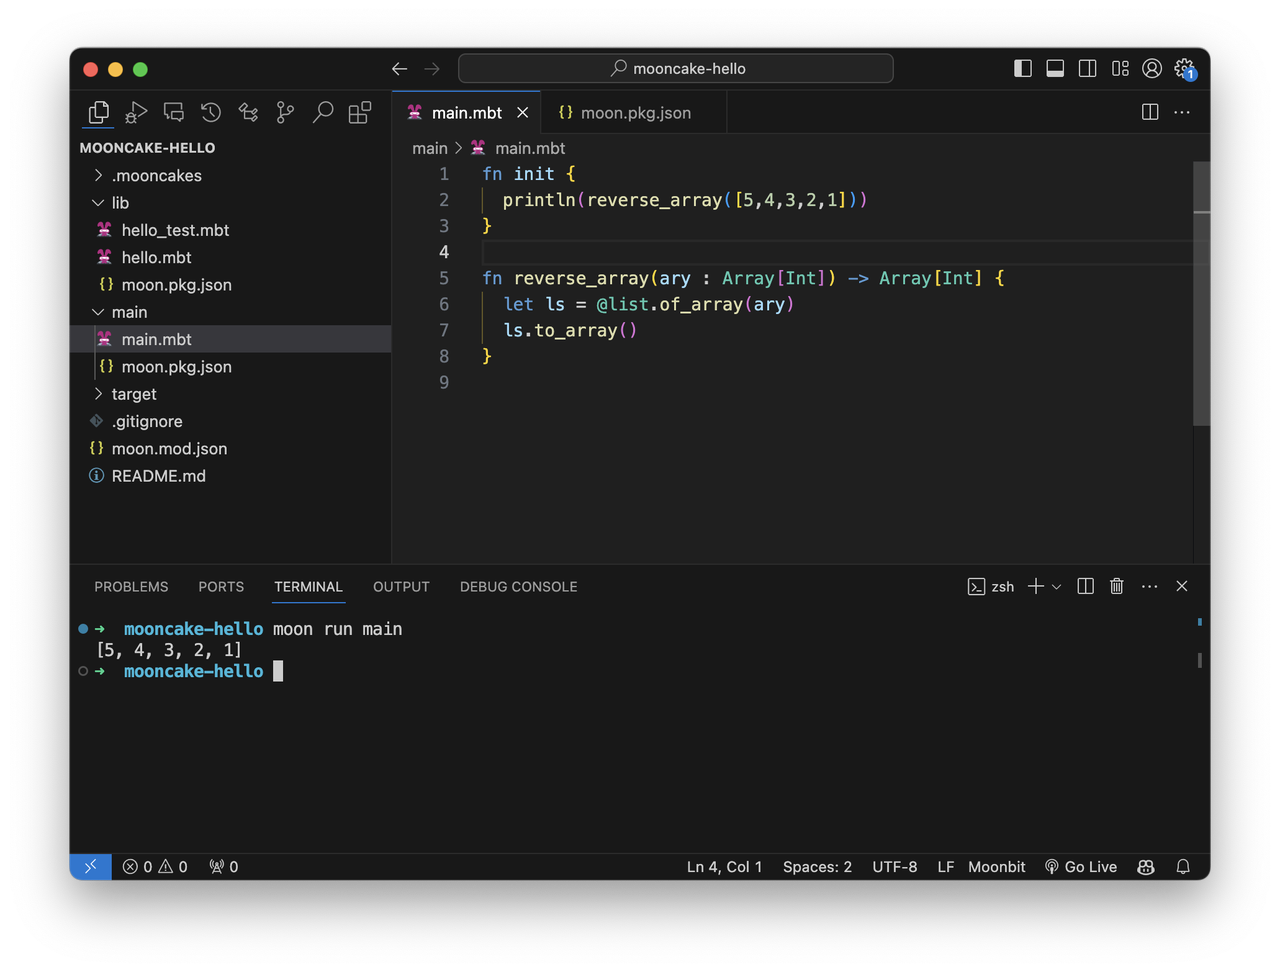 mooncake-hello
1
main.mbt
{} moon.pkg.json
MOONCAKE-HELLO
.mooncakes
lib
hello_test.mbt
hello.mbt
{} moon.pkg.json
main
main.mbt
{} moon.pkg.json
target
.gitignore
{} moon.mod.json
README.md
main > main.mbt
1 fn init {
2 println(reverse_array([5,4,3,2,1]))
3 }
4
5 fn reverse_array(ary : Array[Int]) -> Array[Int] {
6 let ls = @list.of_array(ary)
7 ls.to_array()
8 }
9
PROBLEMS PORTS TERMINAL OUTPUT DEBUG CONSOLE zsh
➜ mooncake-hello moon run main
[5, 4, 3, 2, 1]
➜ mooncake-hello
0 0 0 Ln 4, Col 1 Spaces: 2 UTF-8 LF Moonbit Go Live